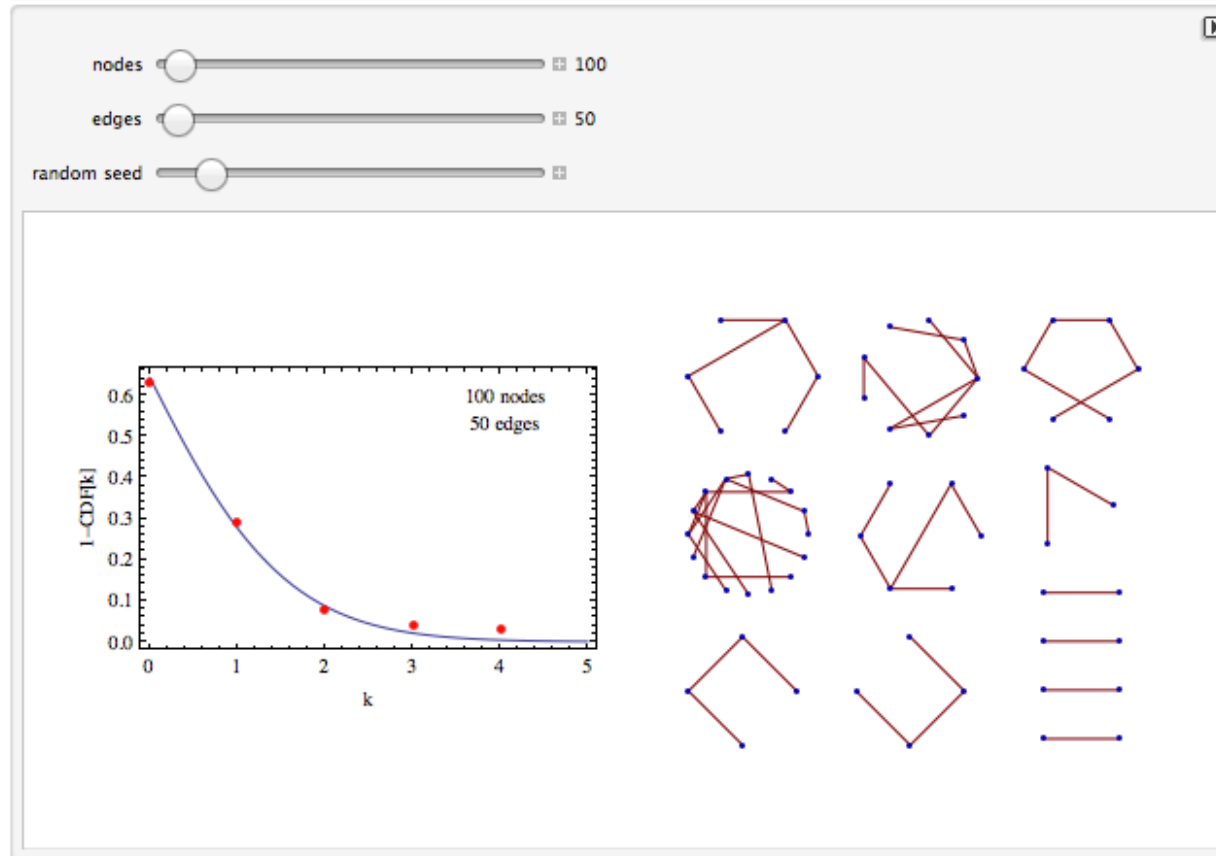 nodes 100
edges 50
random seed
100 nodes
50 edges
1-CDF[k]
0.6
0.5
0.4
0.3
0.2
0.1
0.0
0 1 2 3 4 5
k